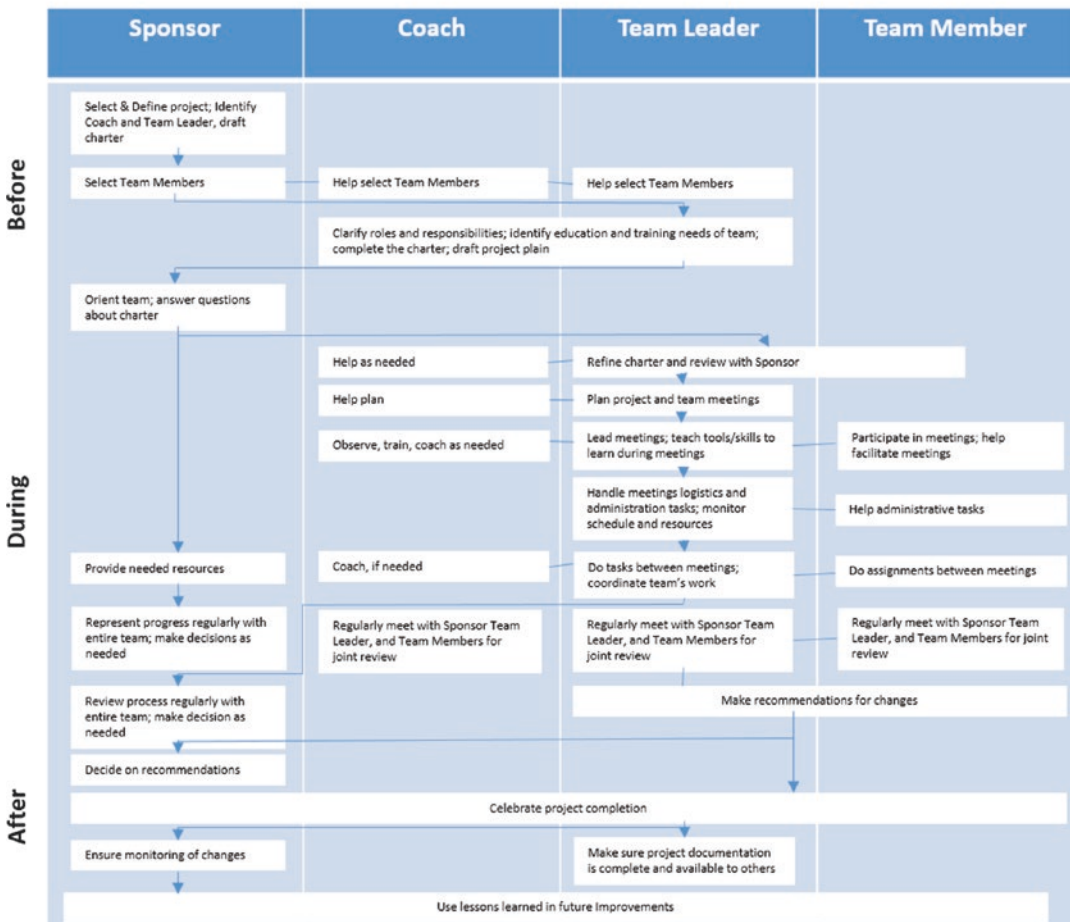 Sponsor
Coach
Team Leader
Team Member
Before
Select & Define project; Identify
Coach and Team Leader, draft
charter
Select Team Members
Help select Team Members
Help select Team Members
Clarify roles and responsibilities; identify education and training needs of team;
complete the charter; draft project plain
Orient team; answer questions
about charter
During
Help as needed
Refine charter and review with Sponsor
Help plan
Plan project and team meetings
Observe, train, coach as needed
Lead meetings; teach tools/skills to
learn during meetings
Participate in meetings; help
facilitate meetings
Handle meetings logistics and
administration tasks; monitor
schedule and resources
Help administrative tasks
Provide needed resources
Coach, if needed
Do tasks between meetings;
coordinate team's work
Do assignments between meetings
Represent progress regularly with
entire team; make decisions as
needed
Regularly meet with Sponsor Team
Leader, and Team Members for
joint review
Regularly meet with Sponsor Team
Leader, and Team Members for
joint review
Regularly meet with Sponsor Team
Leader, and Team Members for joint
review
Review process regularly with
entire team; make decision as
needed
Make recommendations for changes
After
Decide on recommendations
Celebrate project completion
Ensure monitoring of changes
Make sure project documentation
is complete and available to others
Use lessons learned in future Improvements